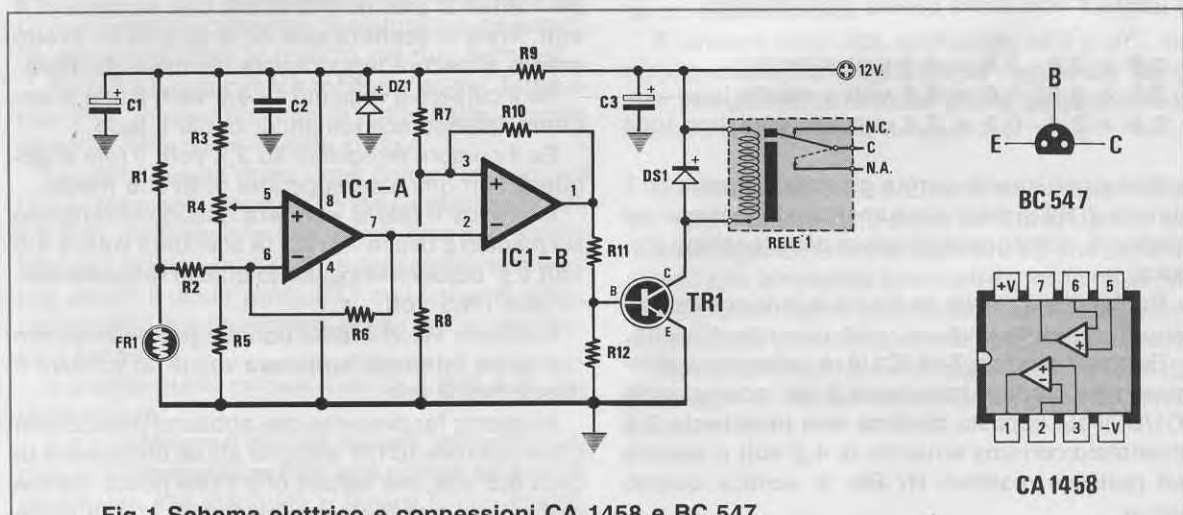 C1
+
R1
R2
FR1
R3
R4
R5
C2
DZ1
IC1-A
+
−
8
7
6
4
R6
R7
R8
R9
R10
3
2
1
+
−
IC1-B
R11
R12
C3
+
DS1
12V.
N.C.
C
N.A.
RELE' 1
B
C
E
TR1
B
E
C
BC 547
+V
7
6
5
1
2
3
-V
CA 1458
Fig.1 Schema elettrico e connessioni CA 1458 e BC 547.